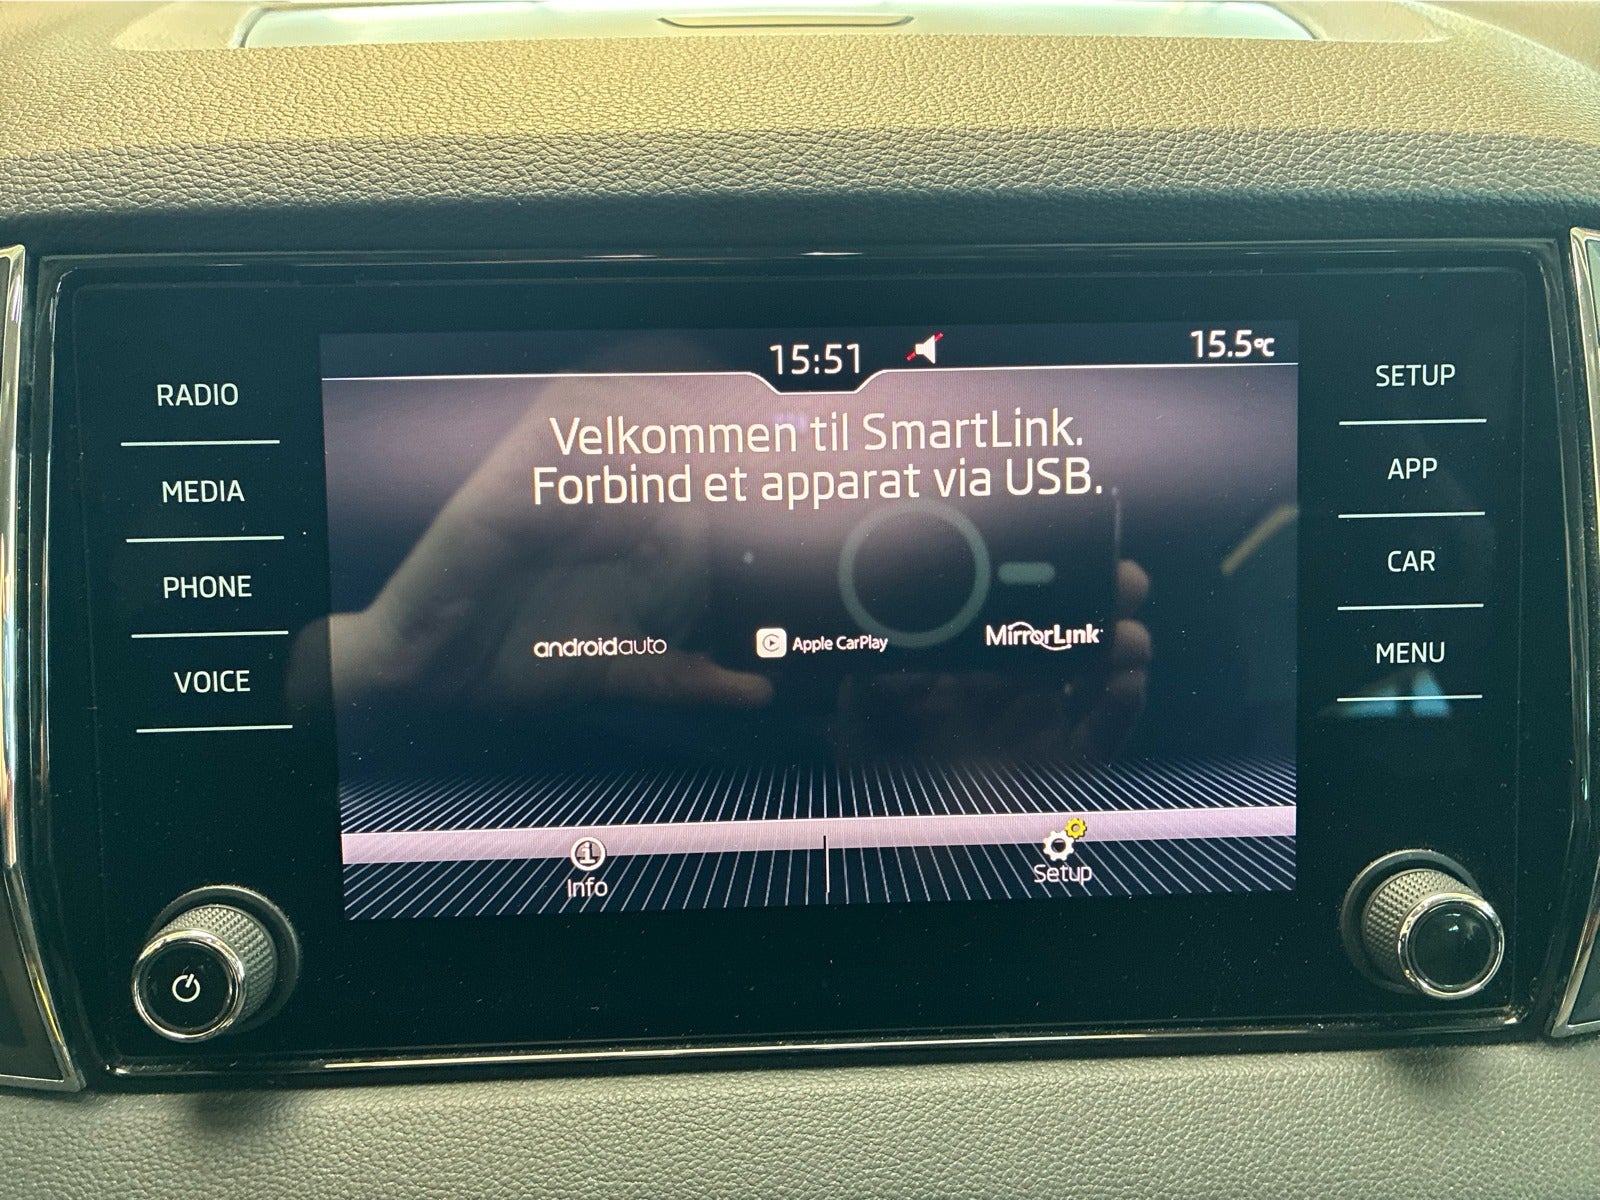 15:51
15.5°C
RADIO
MEDIA
PHONE
VOICE
Velkommen til SmartLink.
Forbind et apparat via USB.
androidauto
Apple CarPlay
MirrorLink
Info
Setup
SETUP
APP
CAR
MENU